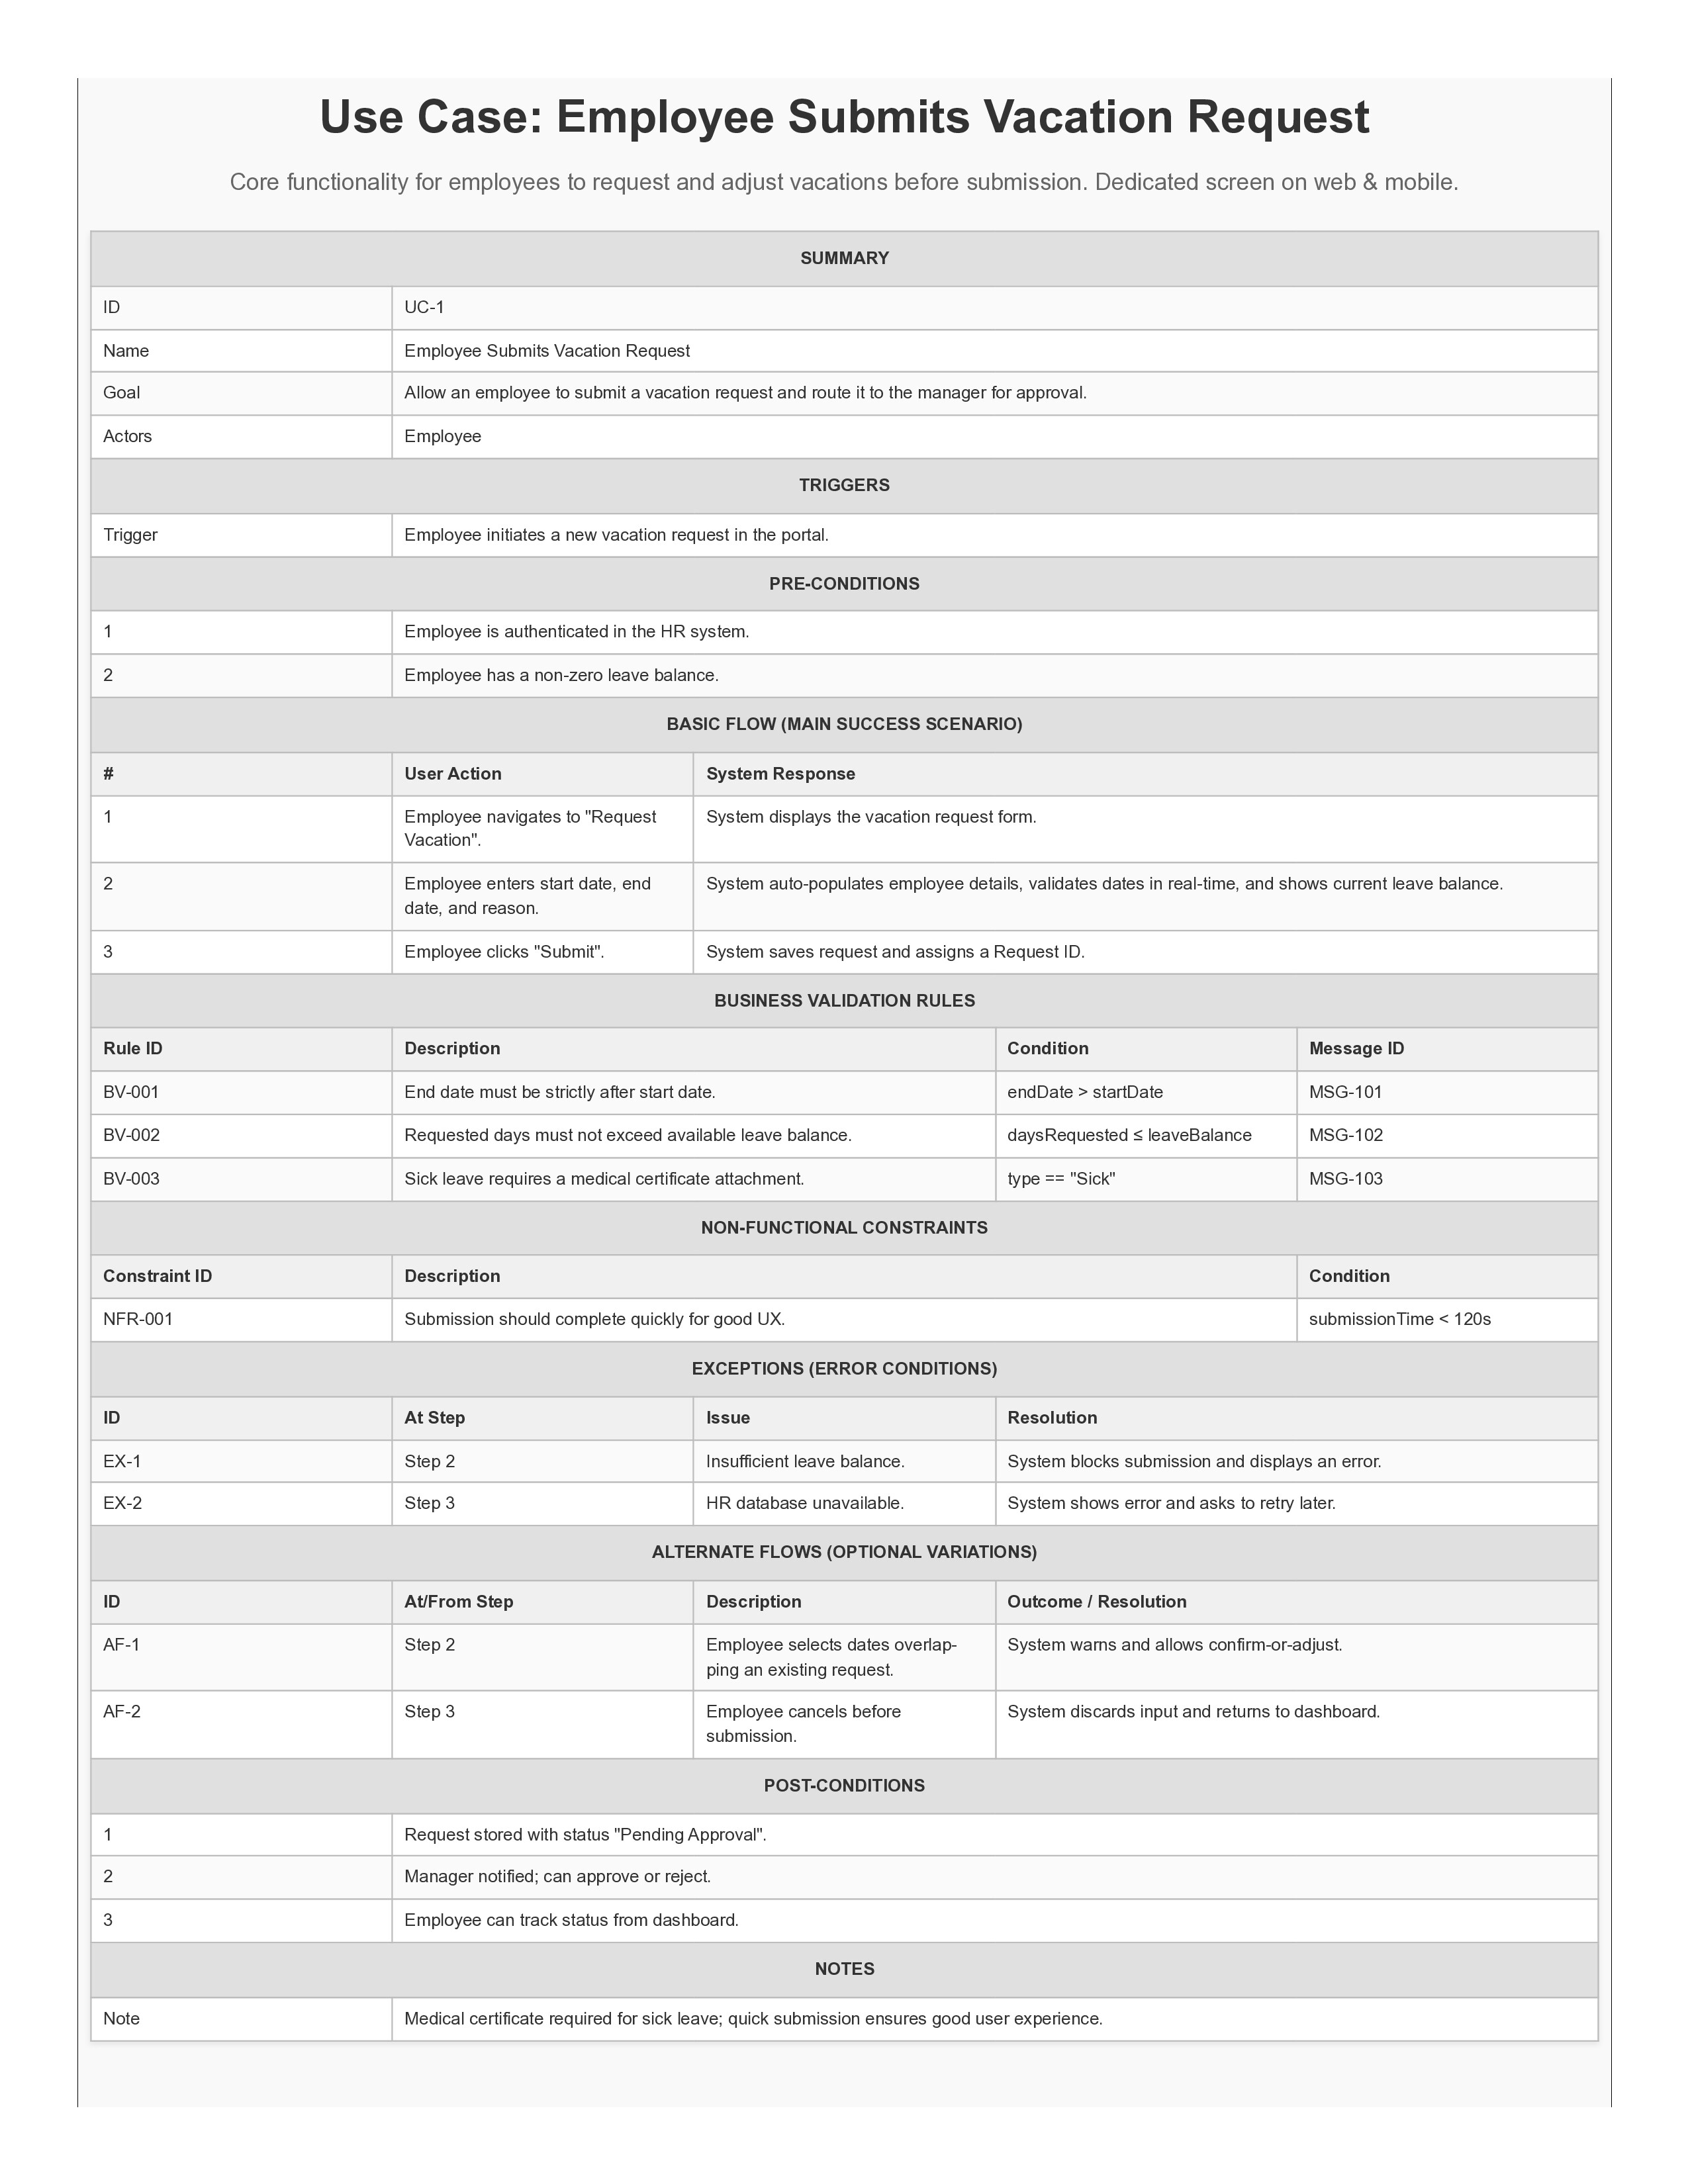 Use Case: Employee Submits Vacation Request
Core functionality for employees to request and adjust vacations before submission. Dedicated screen on web & mobile.
SUMMARY
ID UC-1
Name Employee Submits Vacation Request
Goal Allow an employee to submit a vacation request and route it to the manager for approval.
Actors Employee
TRIGGERS
Trigger Employee initiates a new vacation request in the portal.
PRE-CONDITIONS
1 Employee is authenticated in the HR system.
2 Employee has a non-zero leave balance.
BASIC FLOW (MAIN SUCCESS SCENARIO)
# User Action System Response
1 Employee navigates to "Request System displays the vacation request form.
Vacation".
2 Employee enters start date, end System auto-populates employee details, validates dates in real-time, and shows current leave balance.
date, and reason.
3 Employee clicks "Submit". System saves request and assigns a Request ID.
BUSINESS VALIDATION RULES
Rule ID Description Condition Message ID
BV-001 End date must be strictly after start date. endDate > startDate MSG-101
BV-002 Requested days must not exceed available leave balance. daysRequested ≤ leaveBalance MSG-102
BV-003 Sick leave requires a medical certificate attachment. type == "Sick" MSG-103
NON-FUNCTIONAL CONSTRAINTS
Constraint ID Description Condition
NFR-001 Submission should complete quickly for good UX. submissionTime < 120s
EXCEPTIONS (ERROR CONDITIONS)
ID At Step Issue Resolution
EX-1 Step 2 Insufficient leave balance. System blocks submission and displays an error.
EX-2 Step 3 HR database unavailable. System shows error and asks to retry later.
ALTERNATE FLOWS (OPTIONAL VARIATIONS)
ID At/From Step Description Outcome / Resolution
AF-1 Step 2 Employee selects dates overlap- System warns and allows confirm-or-adjust.
ping an existing request.
AF-2 Step 3 Employee cancels before System discards input and returns to dashboard.
submission.
POST-CONDITIONS
1 Request stored with status "Pending Approval".
2 Manager notified; can approve or reject.
3 Employee can track status from dashboard.
NOTES
Note Medical certificate required for sick leave; quick submission ensures good user experience.